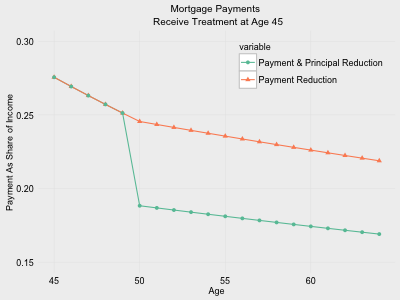 Mortgage Payments
Receive Treatment at Age 45
variable
Payment & Principal Reduction
Payment Reduction
Payment As Share of Income
0.30
0.25
0.20
0.15
45
50
55
60
Age